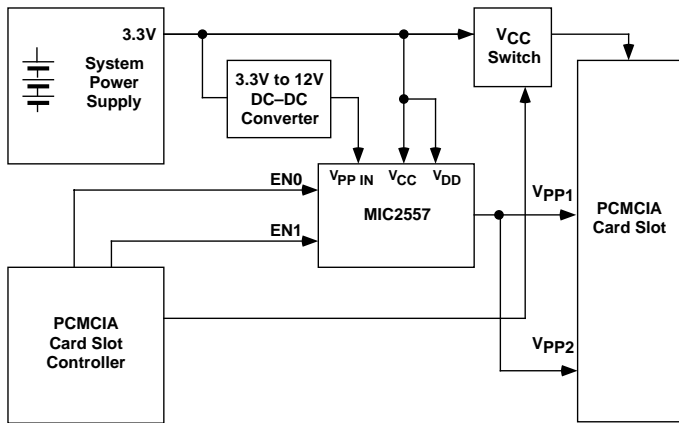 3.3V
System
Power
Supply
3.3V to 12V
DC–DC
Converter
VCC
Switch
EN0
EN1
VPP IN
VCC
VDD
MIC2557
VPP1
VPP2
PCMCIA
Card Slot
PCMCIA
Card Slot
Controller